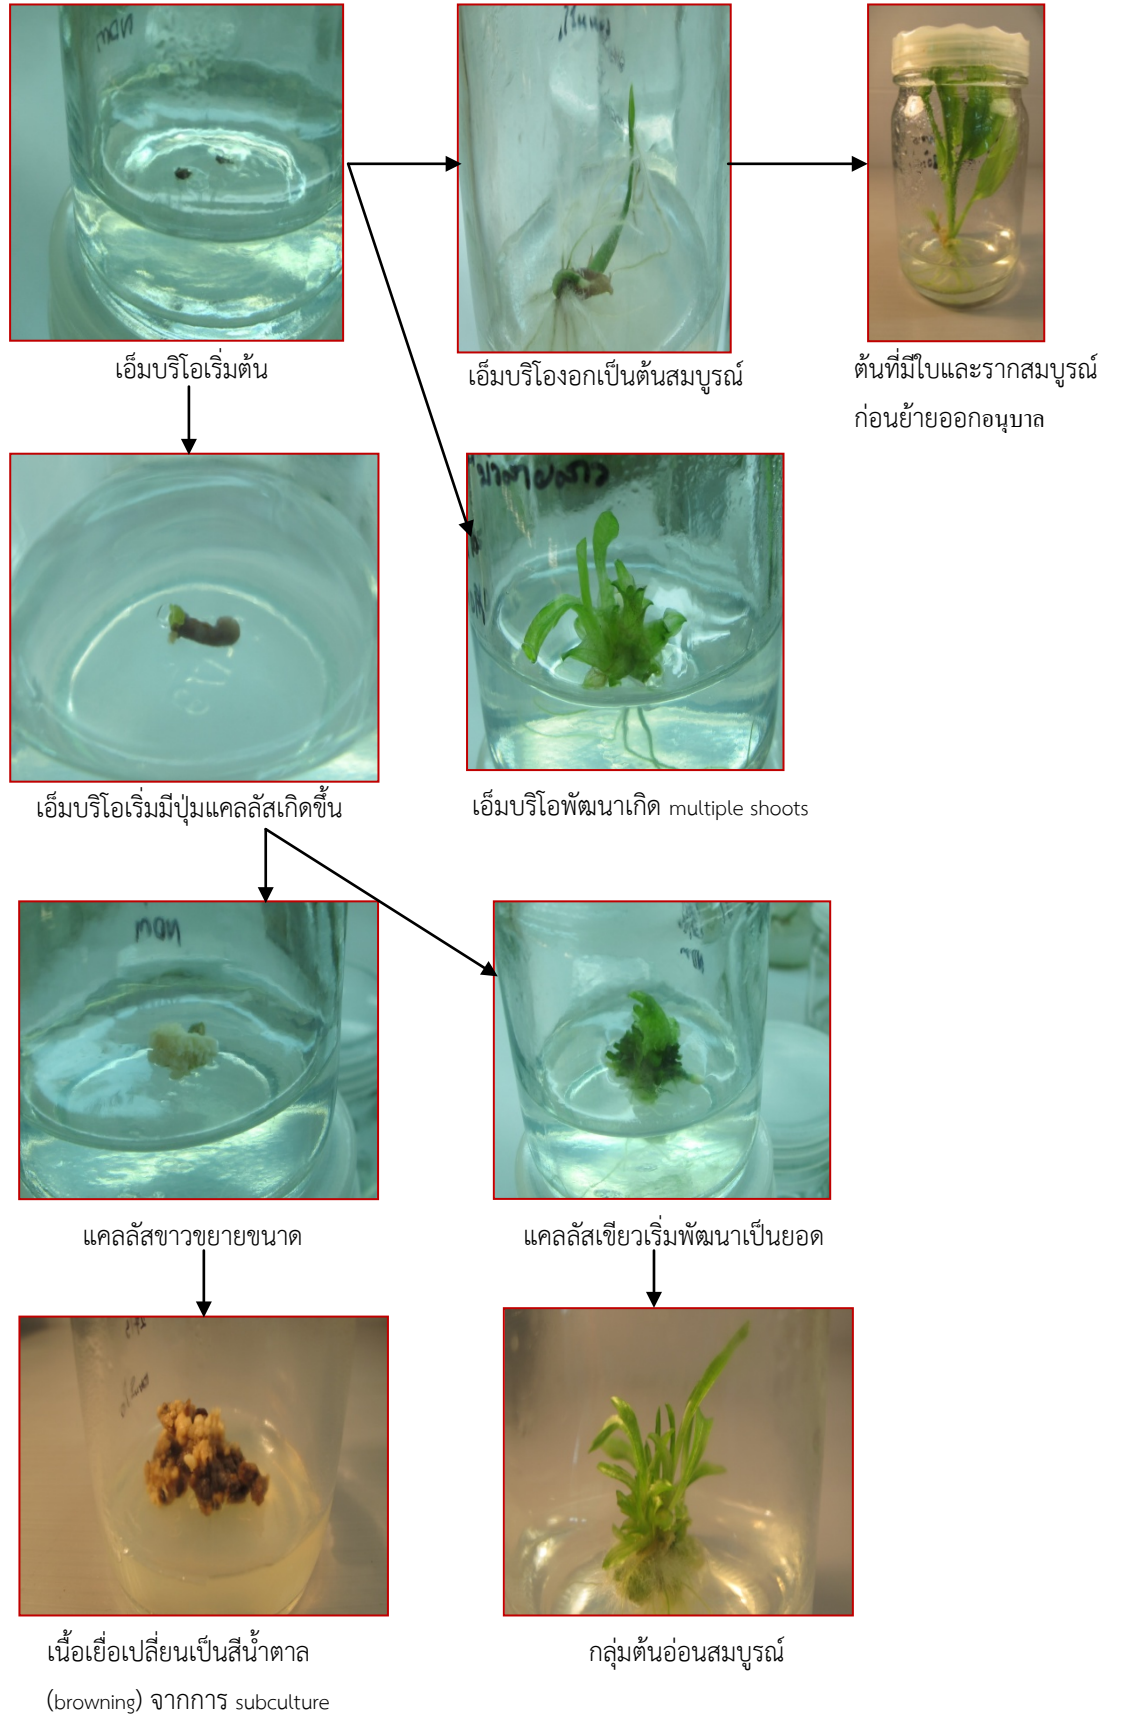 เอ็มบริโอเริ่มต้น
เอ็มบริโองอกเป็นต้นสมบูรณ์
ต้นที่มีใบและรากสมบูรณ์
ก่อนย้ายออกอนุบาล
เอ็มบริโอเริ่มมีปุ่มแคลลัสเกิดขึ้น
เอ็มบริโอพัฒนาเกิด multiple shoots
NDM
แคลลัสขาวขยายขนาด
แคลลัสเขียวเริ่มพัฒนาเป็นยอด
เนื้อเยื่อเปลี่ยนเป็นสีน้ำตาล
(browning) จากการ subculture
กลุ่มต้นอ่อนสมบูรณ์